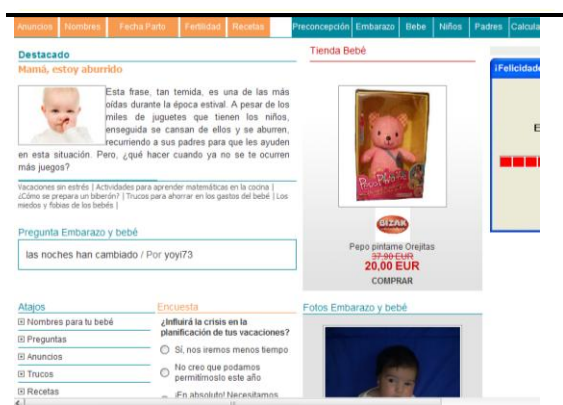 Anuncios Nombres Fecha Parto Fertilidad Recetas
Preconcepción Embarazo Bebe Niños Padres
Destacado
Mamá, estoy aburrido
Esta frase, tan temida, es una de las más
oídas durante la época estival. A pesar de los
miles de juguetes que tienen los niños,
enseguida se cansan de ellos y se aburren,
recurriendo a sus padres para que les ayuden
en esta situación. Pero, ¿qué hacer cuando ya no se te ocurren
más juegos?
Vacaciones sin estrés | Actividades para aprender matemáticas en la cocina |
¿Cómo se prepara un biberón? | Trucos para ahorrar en los gastos del bebé | Los
miedos y fobias de los bebés |
Pregunta Embarazo y bebé
las noches han cambiado / Por yoyi73
Atajos
Nombres para tu bebé
Preguntas
Anuncios
Trucos
Recetas
Encuesta
¿Influirá la crisis en la
planificación de tus vacaciones?
Sí, nos iremos menos tiempo
No creo que podamos
permitírnoslo este año
¡En absoluto! Necesitamos
Tienda Bebé
GIZAK
Pepo pintame Orejitas
37,90 EUR
20,00 EUR
COMPRAR
Fotos Embarazo y bebé